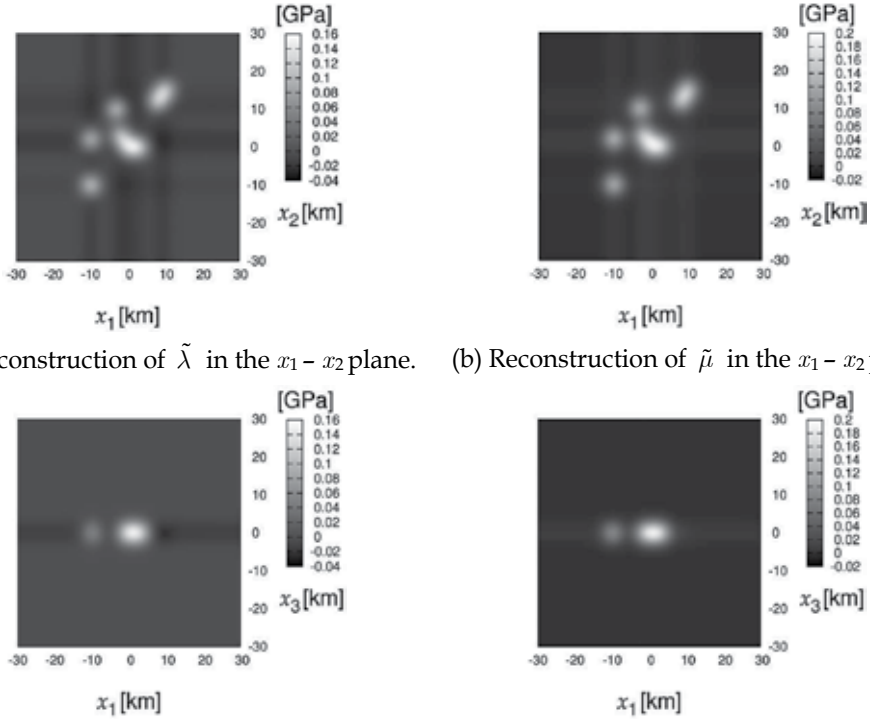 [GPa] [GPa]
30 0.16 30 0.2
0.14 0.18
20 0.12 20 0.16
0.1 0.14
10 0.08 10 0.12
0.06 0.1
0 0.04 0 0.08
0.02 0.06
-10 0 -10 0.04
-0.02 0.02
-0.04 0
-0.02
-20 x2[km] -20 x2[km]
-30 -30
-30 -20 -10 0 10 20 30 -30 -20 -10 0 10 20 30
x1[km] x1[km]
construction of λ̃ in the x1 – x2 plane. (b) Reconstruction of μ̃ in the x1 – x2
[GPa] [GPa]
30 0.16 30 0.2
0.14 0.18
20 0.12 20 0.16
0.1 0.14
10 0.08 10 0.12
0.06 0.1
0 0.04 0 0.08
0.02 0.06
-10 0 -10 0.04
-0.02 0.02
-0.04 0
-0.02
-20 x3[km] -20 x3[km]
-30 -30
-30 -20 -10 0 10 20 30 -30 -20 -10 0 10 20 30
x1[km] x1[km]